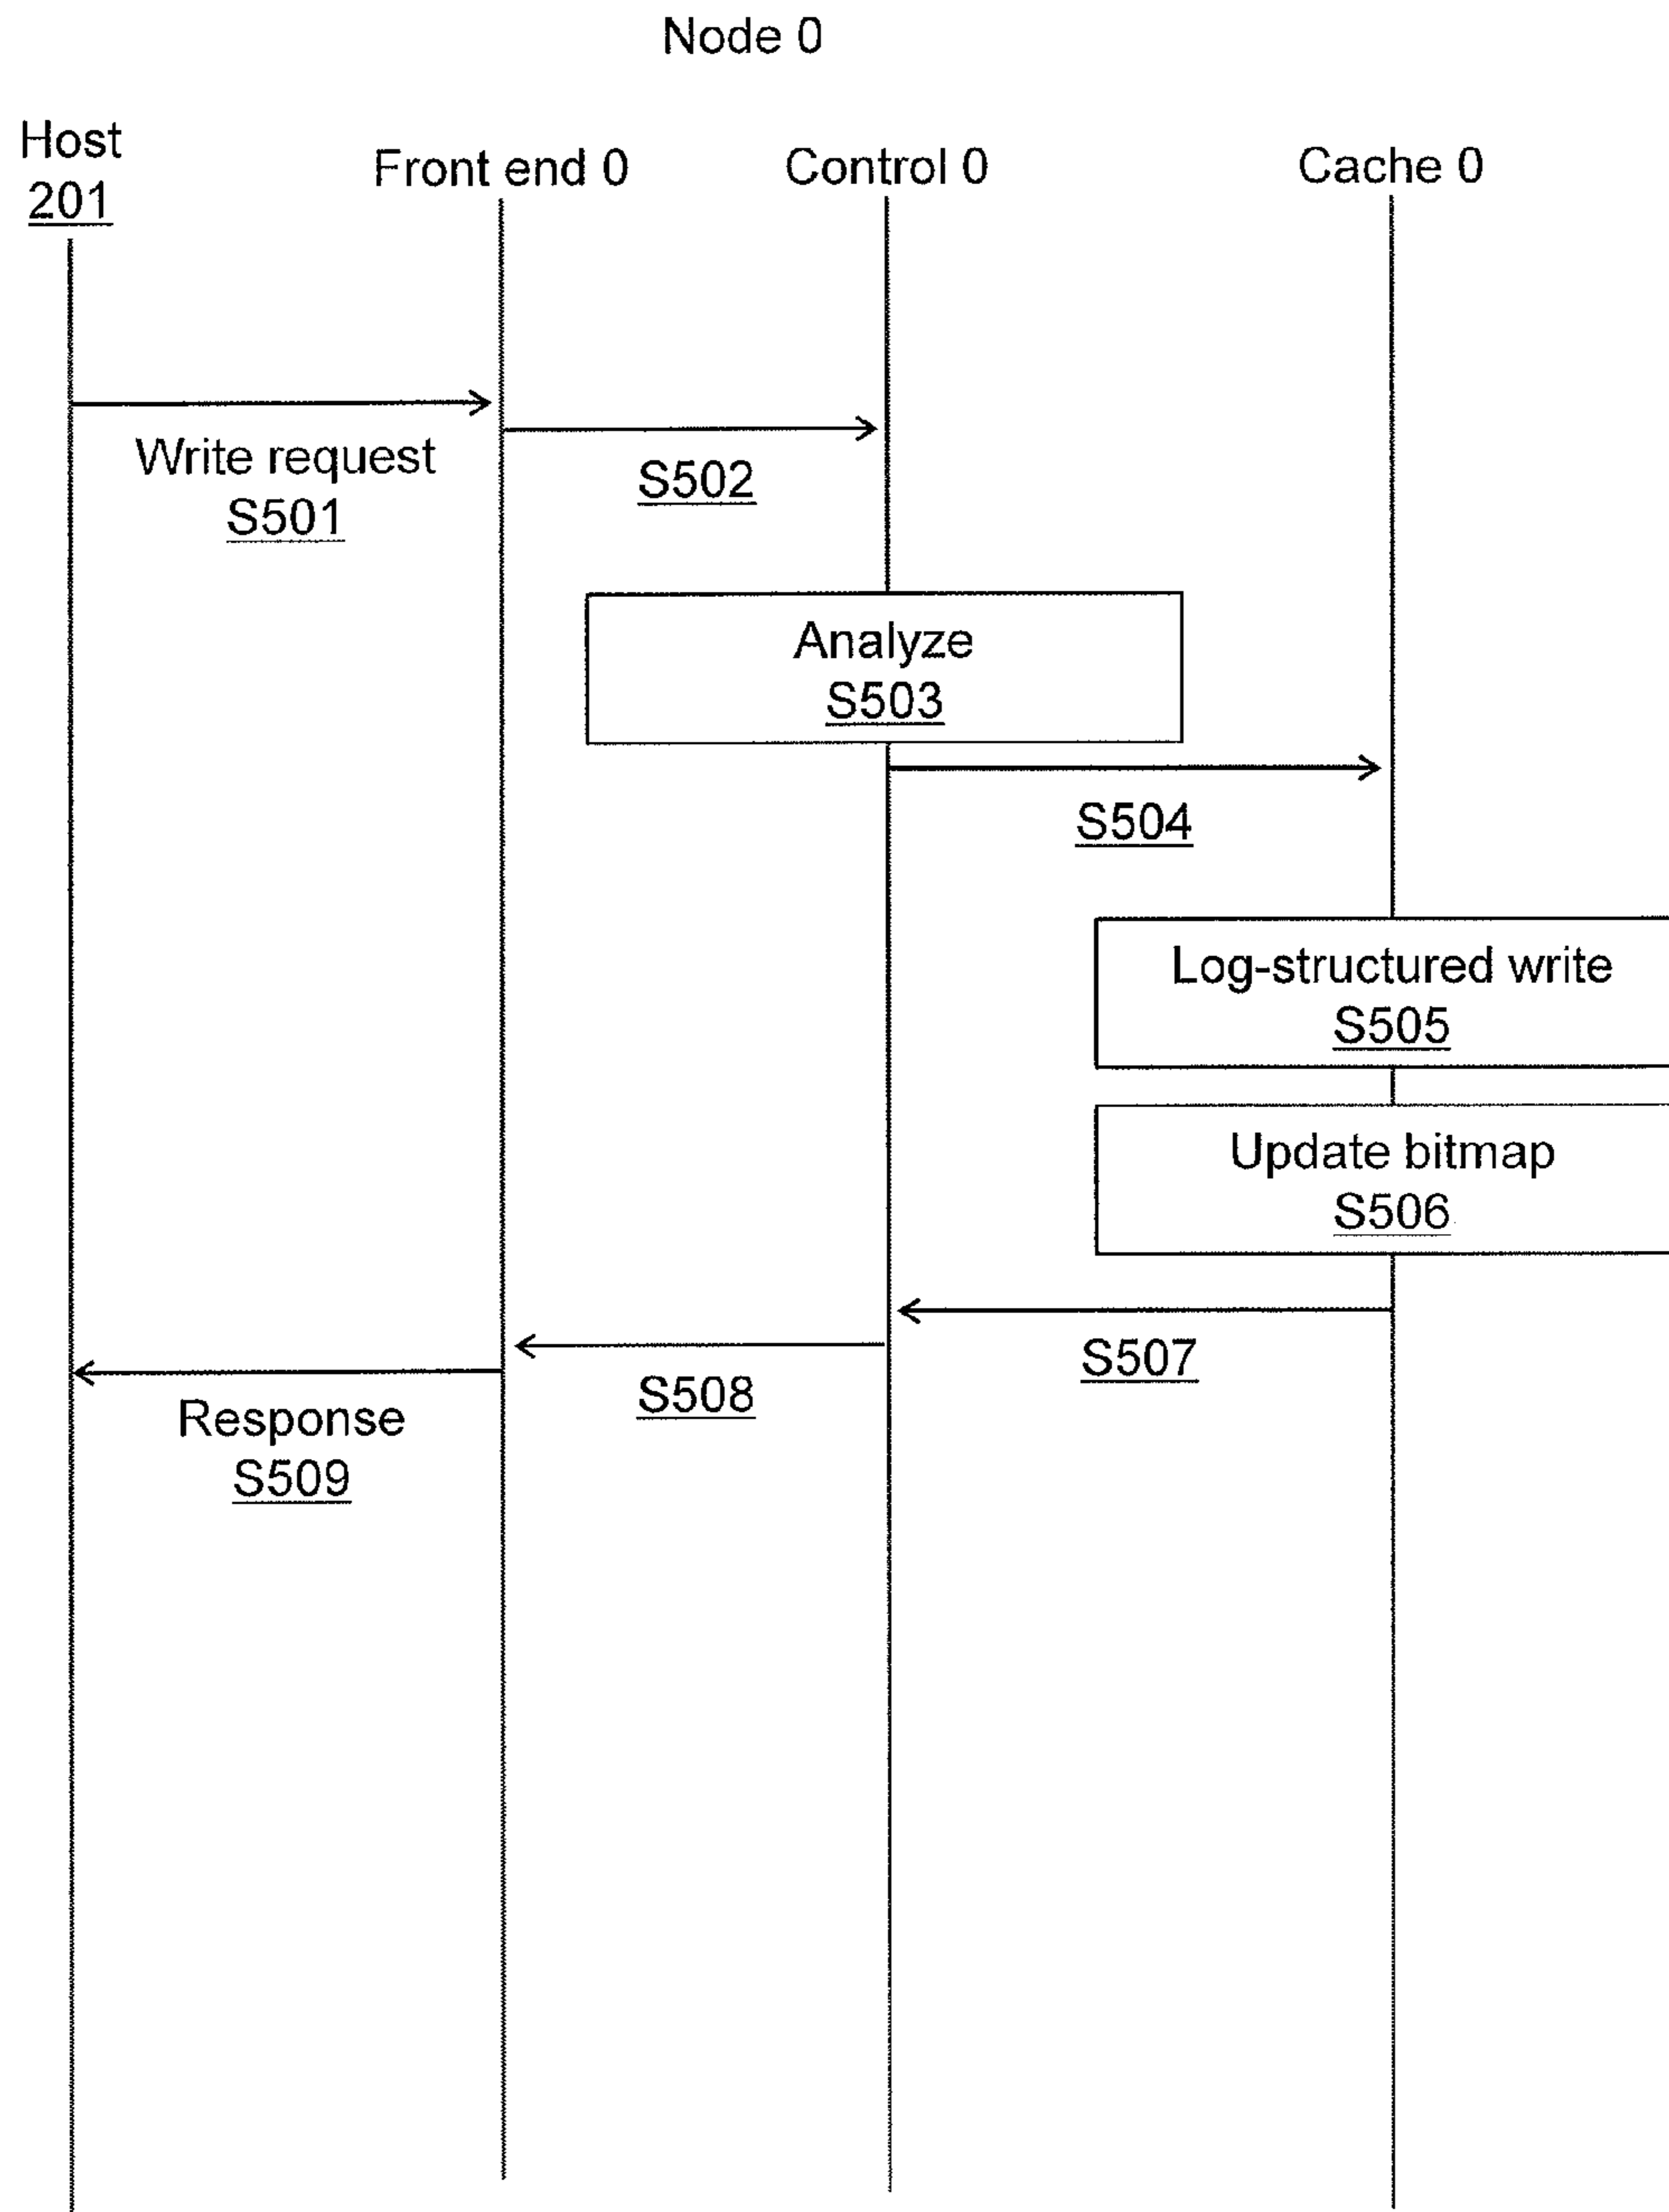 Node 0
Host
201
Front end 0
Control 0
Cache 0
Write request
S501
S502
Analyze
S503
S504
Log-structured write
S505
Update bitmap
S506
S507
S508
Response
S509